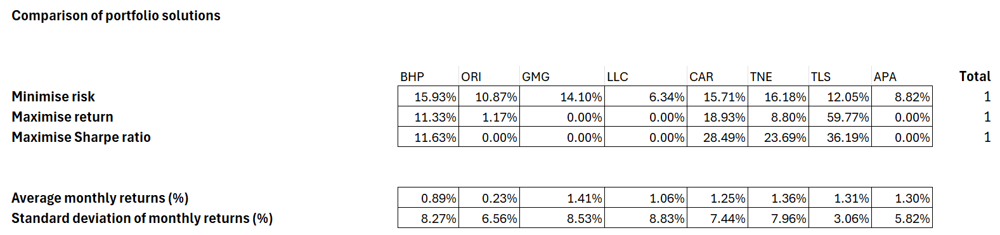 Comparison of portfolio solutions
BHP ORI GMG LLC CAR TNE TLS APA Total
Minimise risk 15.93% 10.87% 14.10% 6.34% 15.71% 16.18% 12.05% 8.82% 1
Maximise return 11.33% 1.17% 0.00% 0.00% 18.93% 8.80% 59.77% 0.00% 1
Maximise Sharpe ratio 11.63% 0.00% 0.00% 0.00% 28.49% 23.69% 36.19% 0.00% 1
Average monthly returns (%) 0.89% 0.23% 1.41% 1.06% 1.25% 1.36% 1.31% 1.30%
Standard deviation of monthly returns (%) 8.27% 6.56% 8.53% 8.83% 7.44% 7.96% 3.06% 5.82%